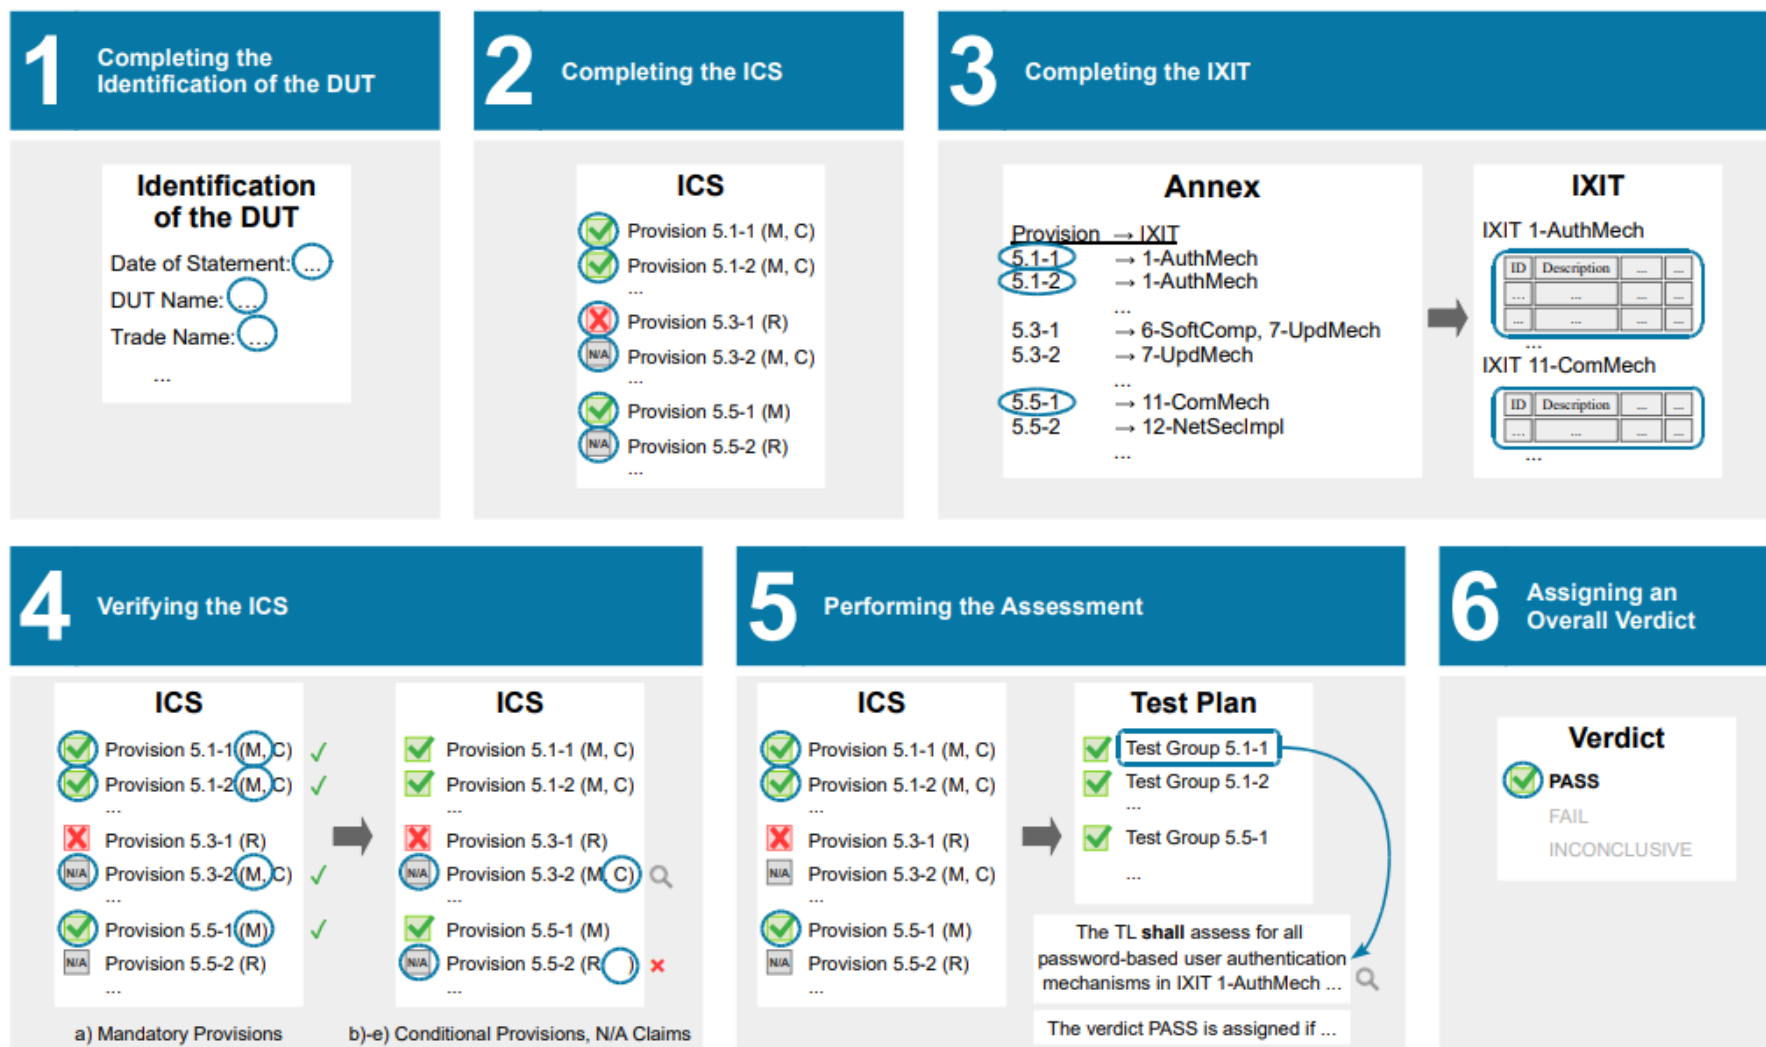 1 Completing the
Identification of the DUT
Identification
of the DUT
Date of Statement: ...
DUT Name: ...
Trade Name: ...
...
2 Completing the ICS
ICS
Provision 5.1-1 (M, C)
Provision 5.1-2 (M, C)
...
Provision 5.3-1 (R)
N/A Provision 5.3-2 (M, C)
...
Provision 5.5-1 (M)
N/A Provision 5.5-2 (R)
...
3 Completing the IXIT
Annex
Provision → IXIT
5.1-1 → 1-AuthMech
5.1-2 → 1-AuthMech
...
5.3-1 → 6-SoftComp, 7-UpdMech
5.3-2 → 7-UpdMech
...
5.5-1 → 11-ComMech
5.5-2 → 12-NetSecImpl
...
IXIT
IXIT 1-AuthMech
ID Description ... ...
... ... ... ...
... ... ... ...
...
IXIT 11-ComMech
ID Description ... ...
... ... ... ...
...
4 Verifying the ICS
ICS
Provision 5.1-1 (M, C) ✓
Provision 5.1-2 (M, C) ✓
...
Provision 5.3-1 (R)
N/A Provision 5.3-2 (M, C) ✓
...
Provision 5.5-1 (M) ✓
N/A Provision 5.5-2 (R)
...
a) Mandatory Provisions
ICS
Provision 5.1-1 (M, C)
Provision 5.1-2 (M, C)
...
Provision 5.3-1 (R)
N/A Provision 5.3-2 (M, C)
...
Provision 5.5-1 (M)
N/A Provision 5.5-2 (R )
...
b)-e) Conditional Provisions, N/A Claims
5 Performing the Assessment
ICS
Provision 5.1-1 (M, C)
Provision 5.1-2 (M, C)
...
Provision 5.3-1 (R)
N/A Provision 5.3-2 (M, C)
...
Provision 5.5-1 (M)
N/A Provision 5.5-2 (R)
...
Test Plan
Test Group 5.1-1
Test Group 5.1-2
...
Test Group 5.5-1
...
The TL shall assess for all
password-based user authentication
mechanisms in IXIT 1-AuthMech ...
The verdict PASS is assigned if ...
6 Assigning an
Overall Verdict
Verdict
PASS
FAIL
INCONCLUSIVE